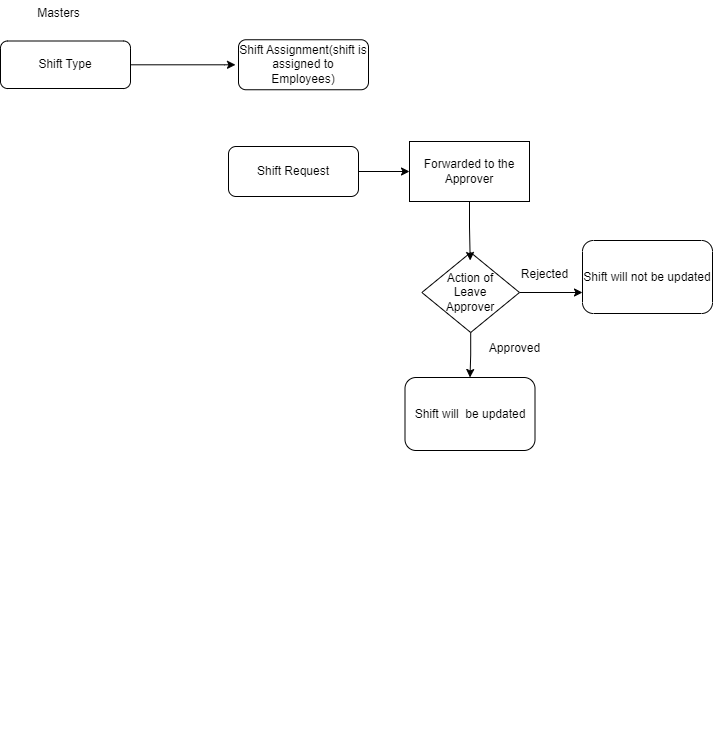 Masters
Shift Type
Shift Assignment(shift is
assigned to
Employees)
Shift Request
Forwarded to the
Approver
Action of
Leave
Approver
Rejected
Shift will not be updated
Approved
Shift will  be updated